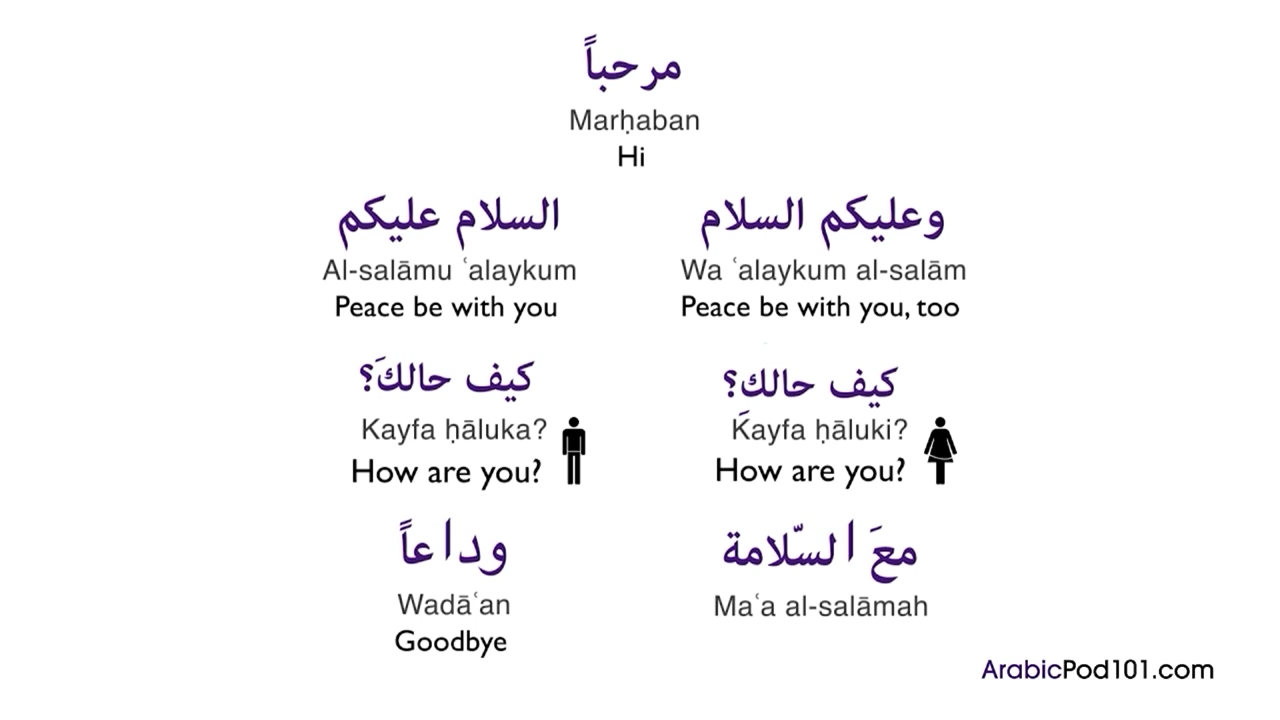 مرحباً
Marḥaban
Hi
السلام عليكم
Al-salāmu ʿalaykum
Peace be with you
وعليكم السلام
Wa ʿalaykum al-salām
Peace be with you, too
كيف حالكَ؟
Kayfa ḥāluka?
How are you?
كيف حالكِ؟
Kayfa ḥāluki?
How are you?
وداعاً
Wadāʿan
Goodbye
معَ السّلامة
Maʿa al-salāmah
ArabicPod101.com